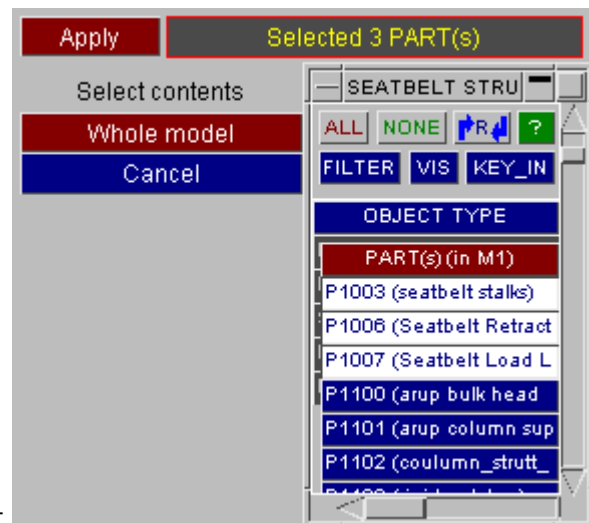 Apply
Selected 3 PART(s)
Select contents
Whole model
Cancel
SEATBELT STRU
ALL NONE R ?
FILTER VIS KEY_IN
OBJECT TYPE
PART(s) (in M1)
P1003 (seatbelt stalks)
P1006 (Seatbelt Retract
P1007 (Seatbelt Load L
P1100 (arup bulk head
P1101 (arup column sup
P1102 (coulumn_strutt_